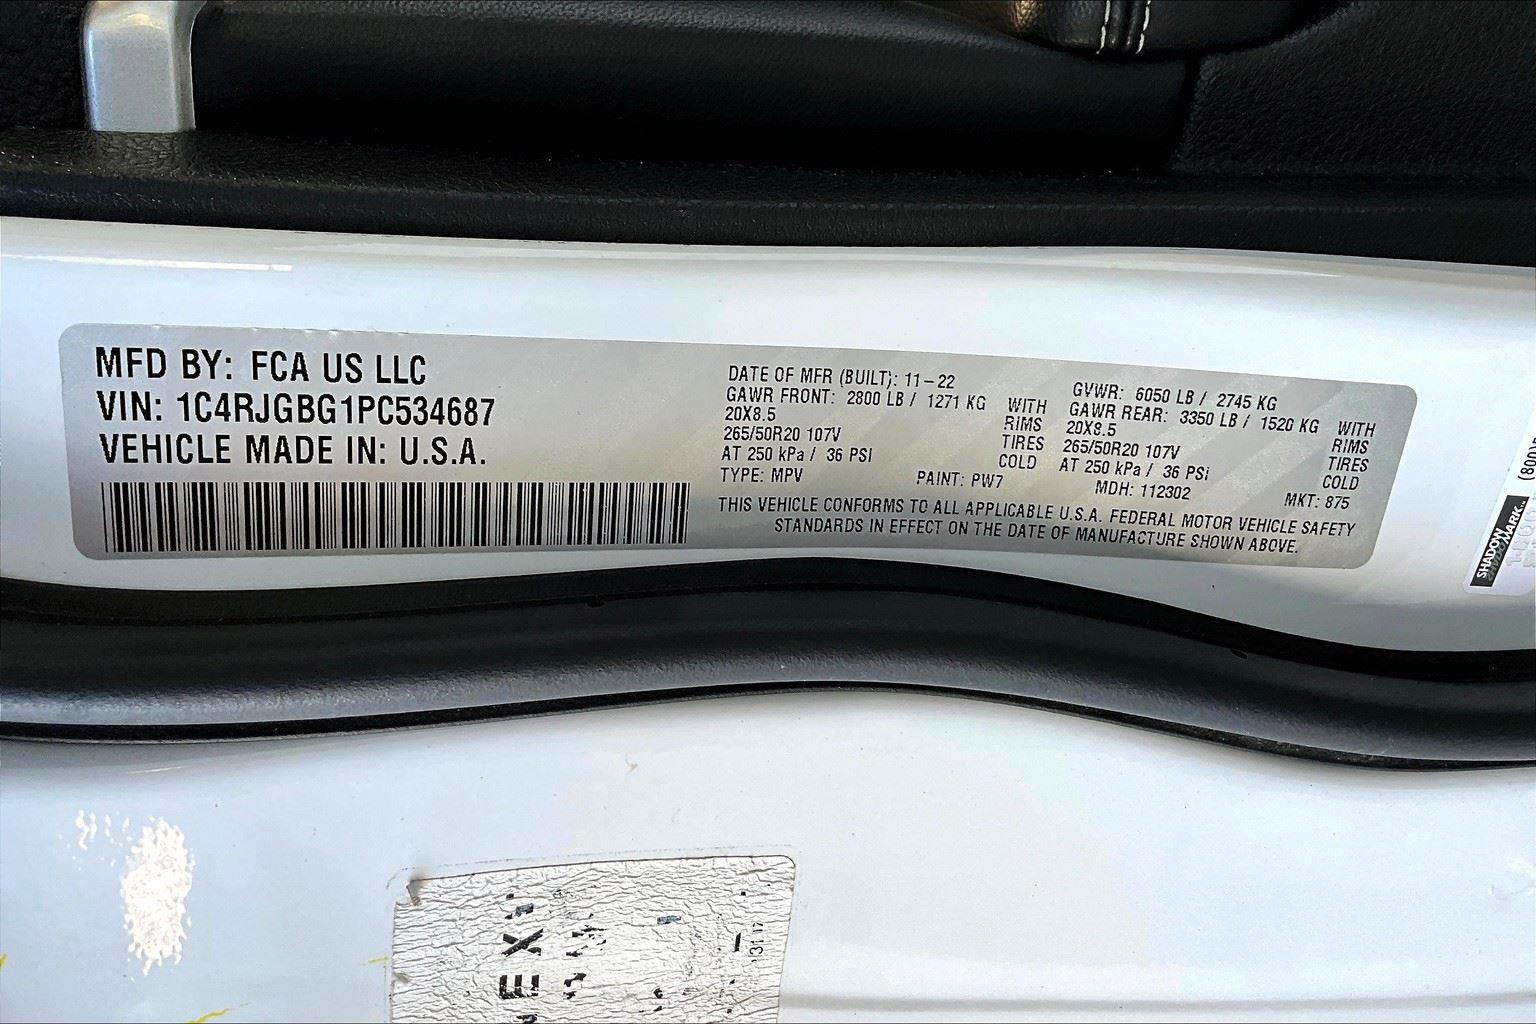 MFD BY: FCA US LLC
VIN: 1C4RJGBG1PC534687
VEHICLE MADE IN: U.S.A.
DATE OF MFR (BUILT): 11-22
GAWR FRONT: 2800 LB / 1271 KG WITH
20X8.5 RIMS
265/50R20 107V TIRES
AT 250 kPa / 36 PSI COLD
TYPE: MPV PAINT: PW7
GVWR: 6050 LB / 2745 KG
GAWR REAR: 3350 LB / 1520 KG WITH
20X8.5 RIMS
265/50R20 107V TIRES
AT 250 kPa / 36 PSI COLD
MDH: 112302 MKT: 875
THIS VEHICLE CONFORMS TO ALL APPLICABLE U.S.A. FEDERAL MOTOR VEHICLE SAFETY
STANDARDS IN EFFECT ON THE DATE OF MANUFACTURE SHOWN ABOVE.
SHADOW
MARK